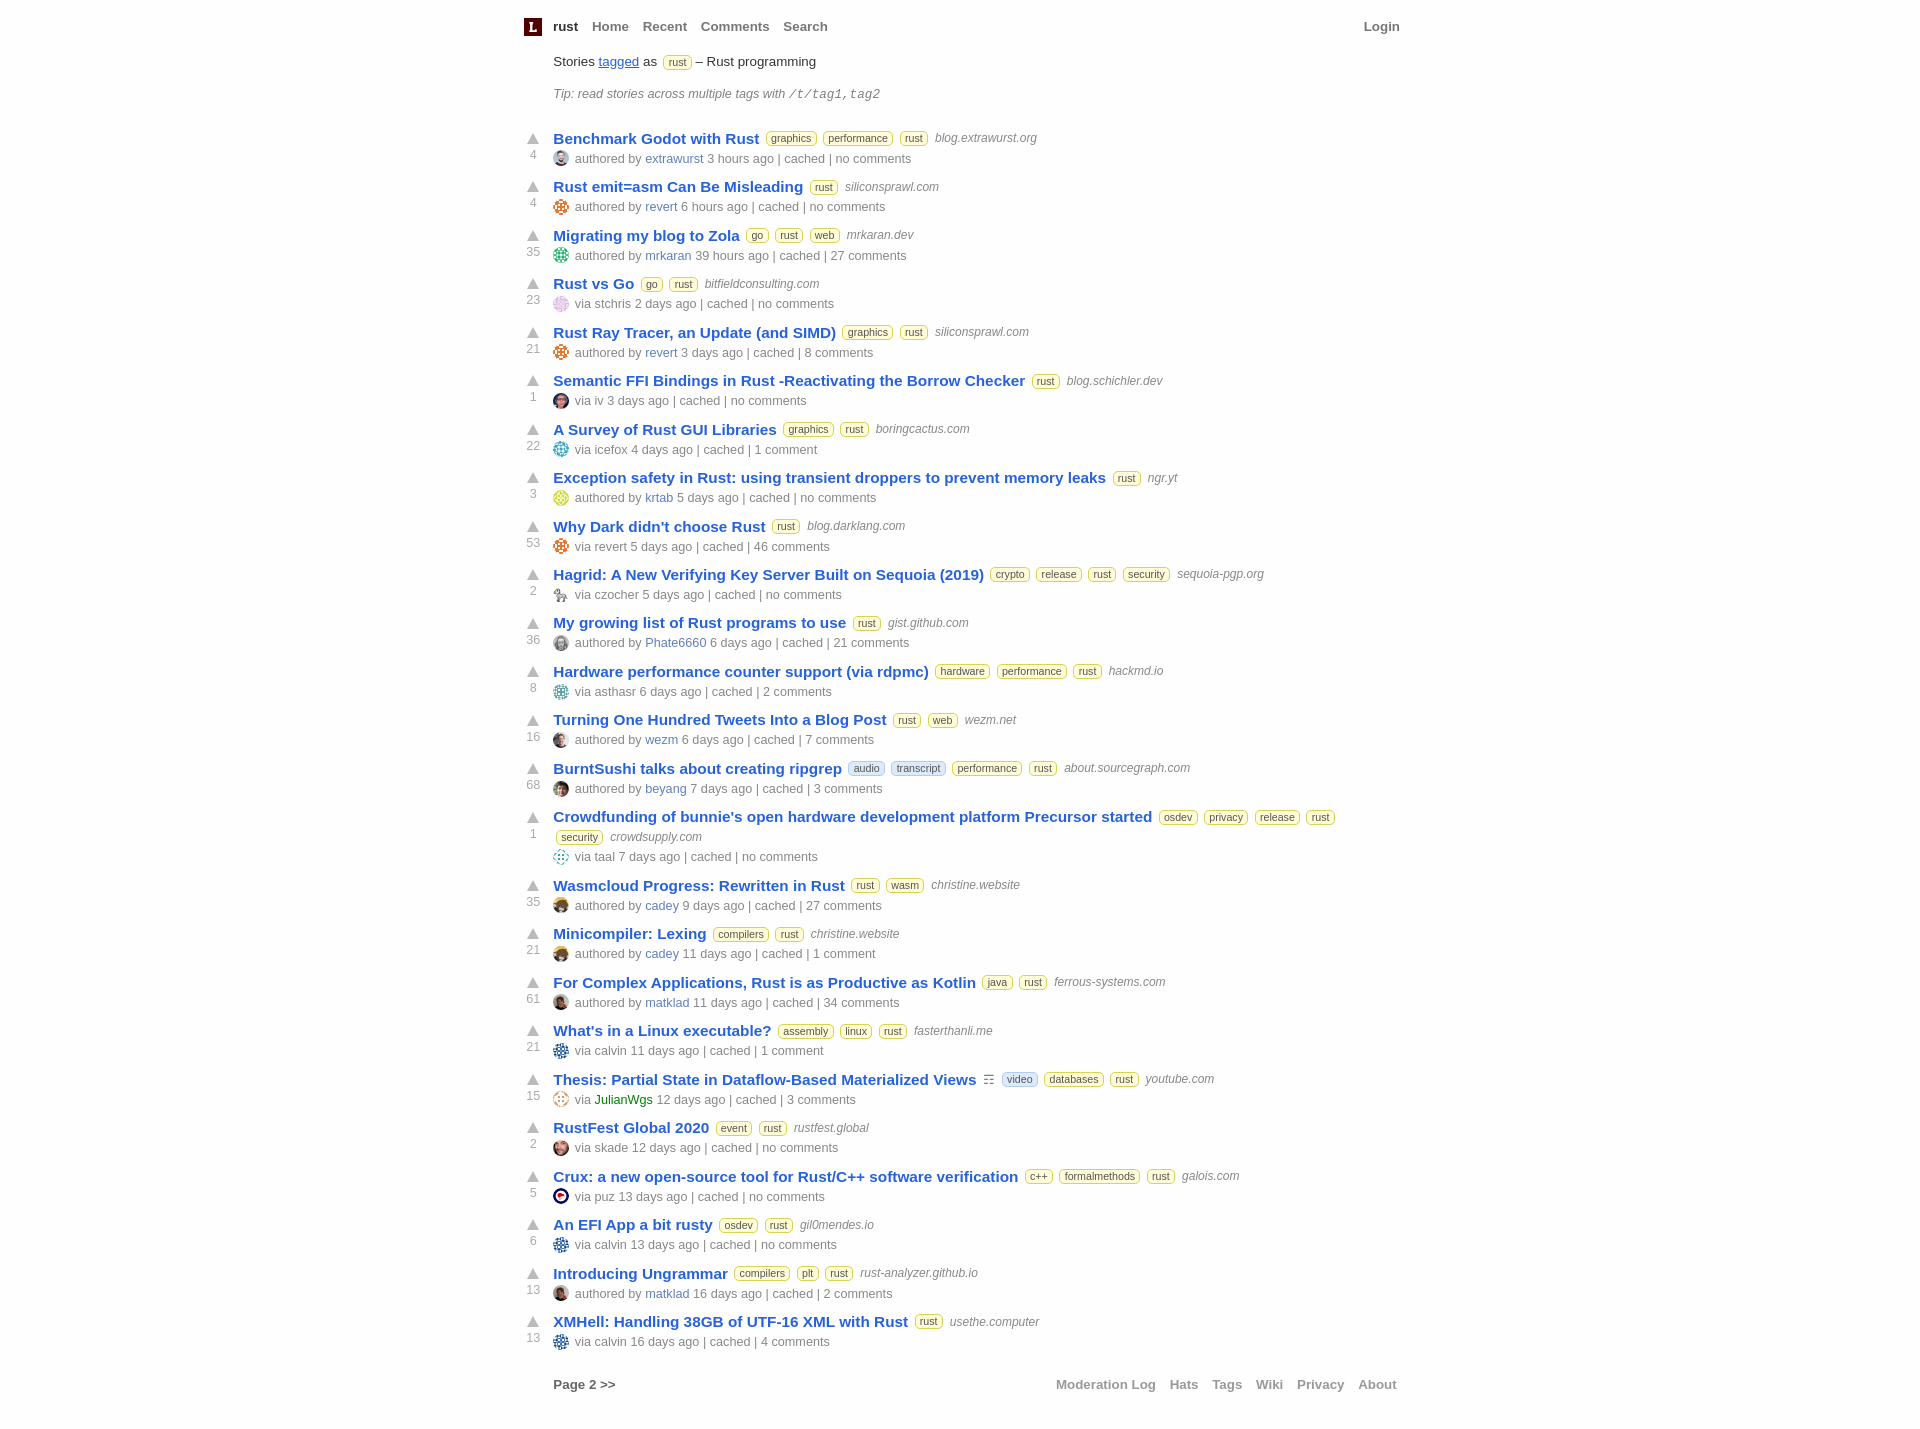 L rust Home Recent Comments Search Login
Stories tagged as rust – Rust programming
Tip: read stories across multiple tags with /t/tag1,tag2
Benchmark Godot with Rust graphics performance rust blog.extrawurst.org
4 authored by extrawurst 3 hours ago | cached | no comments
Rust emit=asm Can Be Misleading rust siliconsprawl.com
4 authored by revert 6 hours ago | cached | no comments
Migrating my blog to Zola go rust web mrkaran.dev
35 authored by mrkaran 39 hours ago | cached | 27 comments
Rust vs Go go rust bitfieldconsulting.com
23 via stchris 2 days ago | cached | no comments
Rust Ray Tracer, an Update (and SIMD) graphics rust siliconsprawl.com
21 authored by revert 3 days ago | cached | 8 comments
Semantic FFI Bindings in Rust -Reactivating the Borrow Checker rust blog.schichler.dev
1 via iv 3 days ago | cached | no comments
A Survey of Rust GUI Libraries graphics rust boringcactus.com
22 via icefox 4 days ago | cached | 1 comment
Exception safety in Rust: using transient droppers to prevent memory leaks rust ngr.yt
3 authored by krtab 5 days ago | cached | no comments
Why Dark didn't choose Rust rust blog.darklang.com
53 via revert 5 days ago | cached | 46 comments
Hagrid: A New Verifying Key Server Built on Sequoia (2019) crypto release rust security sequoia-pgp.org
2 via czocher 5 days ago | cached | no comments
My growing list of Rust programs to use rust gist.github.com
36 authored by Phate6660 6 days ago | cached | 21 comments
Hardware performance counter support (via rdpmc) hardware performance rust hackmd.io
8 via asthasr 6 days ago | cached | 2 comments
Turning One Hundred Tweets Into a Blog Post rust web wezm.net
16 authored by wezm 6 days ago | cached | 7 comments
BurntSushi talks about creating ripgrep audio transcript performance rust about.sourcegraph.com
68 authored by beyang 7 days ago | cached | 3 comments
Crowdfunding of bunnie's open hardware development platform Precursor started osdev privacy release rust
1 security crowdsupply.com
via taal 7 days ago | cached | no comments
Wasmcloud Progress: Rewritten in Rust rust wasm christine.website
35 authored by cadey 9 days ago | cached | 27 comments
Minicompiler: Lexing compilers rust christine.website
21 authored by cadey 11 days ago | cached | 1 comment
For Complex Applications, Rust is as Productive as Kotlin java rust ferrous-systems.com
61 authored by matklad 11 days ago | cached | 34 comments
What's in a Linux executable? assembly linux rust fasterthanli.me
21 via calvin 11 days ago | cached | 1 comment
Thesis: Partial State in Dataflow-Based Materialized Views ☶ video databases rust youtube.com
15 via JulianWgs 12 days ago | cached | 3 comments
RustFest Global 2020 event rust rustfest.global
2 via skade 12 days ago | cached | no comments
Crux: a new open-source tool for Rust/C++ software verification c++ formalmethods rust galois.com
5 via puz 13 days ago | cached | no comments
An EFI App a bit rusty osdev rust gil0mendes.io
6 via calvin 13 days ago | cached | no comments
Introducing Ungrammar compilers plt rust rust-analyzer.github.io
13 authored by matklad 16 days ago | cached | 2 comments
XMHell: Handling 38GB of UTF-16 XML with Rust rust usethe.computer
13 via calvin 16 days ago | cached | 4 comments
Page 2 >> Moderation Log Hats Tags Wiki Privacy About